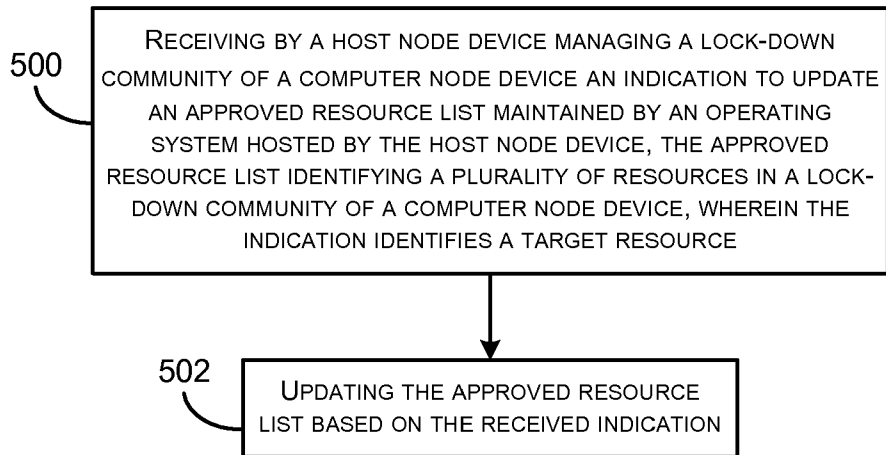 500
RECEIVING BY A HOST NODE DEVICE MANAGING A LOCK-DOWN
COMMUNITY OF A COMPUTER NODE DEVICE AN INDICATION TO UPDATE
AN APPROVED RESOURCE LIST MAINTAINED BY AN OPERATING
SYSTEM HOSTED BY THE HOST NODE DEVICE, THE APPROVED
RESOURCE LIST IDENTIFYING A PLURALITY OF RESOURCES IN A LOCK-
DOWN COMMUNITY OF A COMPUTER NODE DEVICE, WHEREIN THE
INDICATION IDENTIFIES A TARGET RESOURCE
502
UPDATING THE APPROVED RESOURCE
LIST BASED ON THE RECEIVED INDICATION